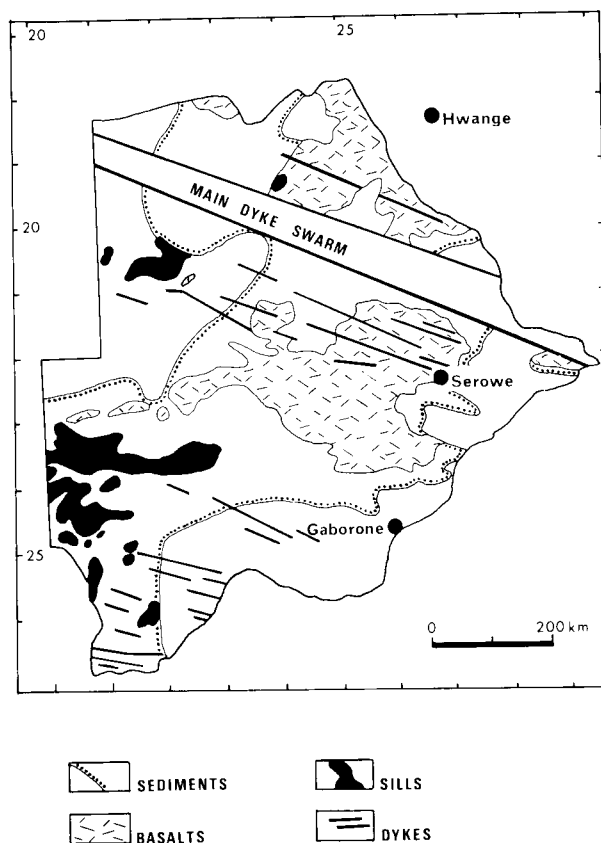 20 25
Hwange
20
MAIN DYKE SWARM
Serowe
Gaborone
25
0 200 km
SEDIMENTS SILLS
BASALTS DYKES